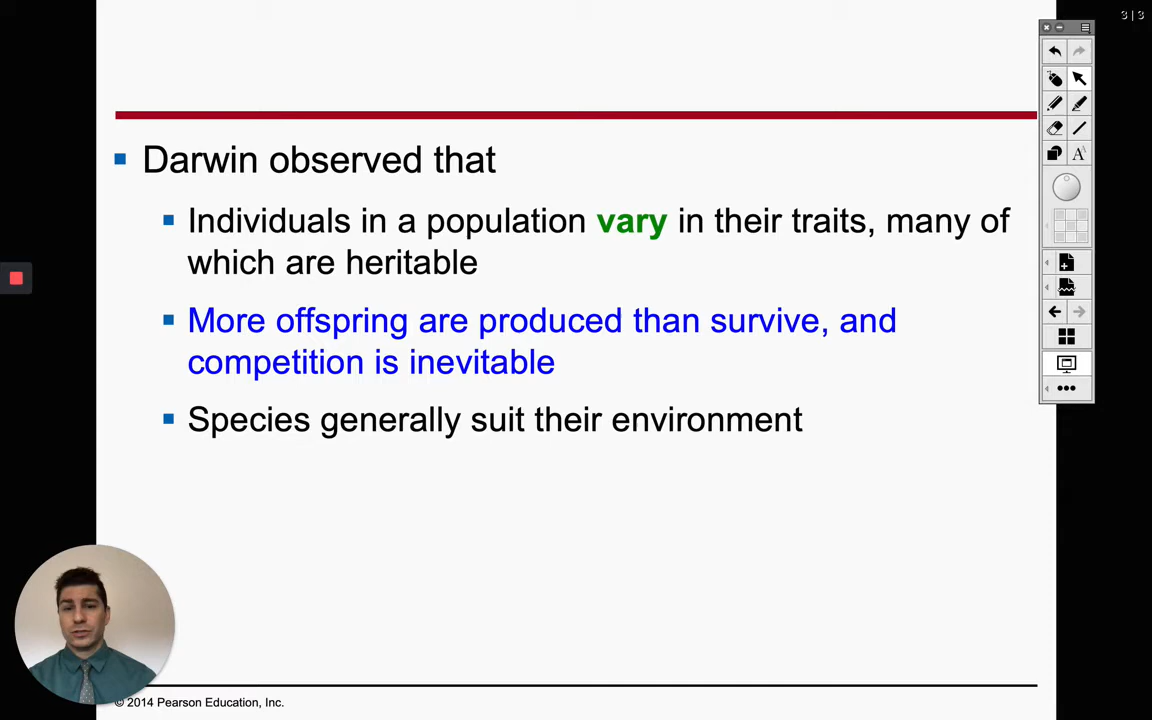 3|3
Darwin observed that
Individuals in a population vary in their traits, many of
which are heritable
More offspring are produced than survive, and
competition is inevitable
Species generally suit their environment
© 2014 Pearson Education, Inc.